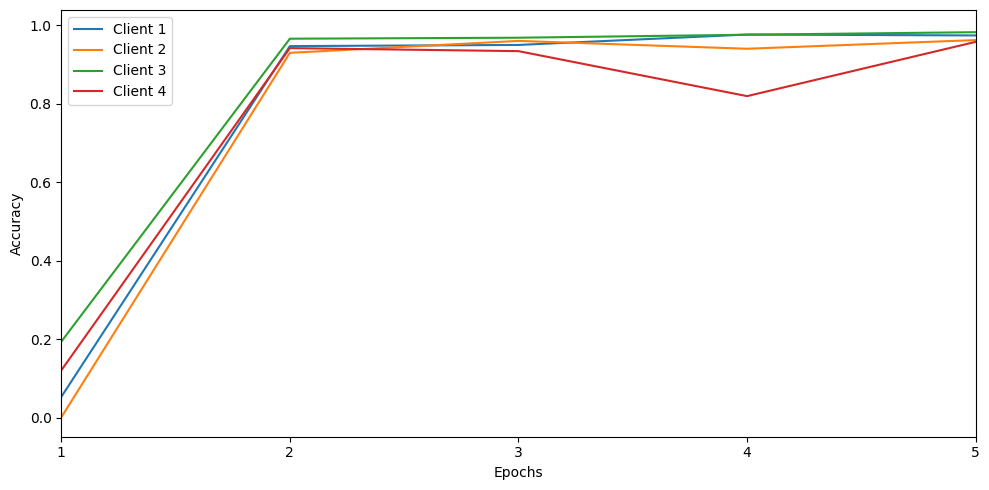 Client 1
Client 2
Client 3
Client 4
1.0
0.8
0.6
0.4
0.2
0.0
Accuracy
1 2 3 4 5
Epochs